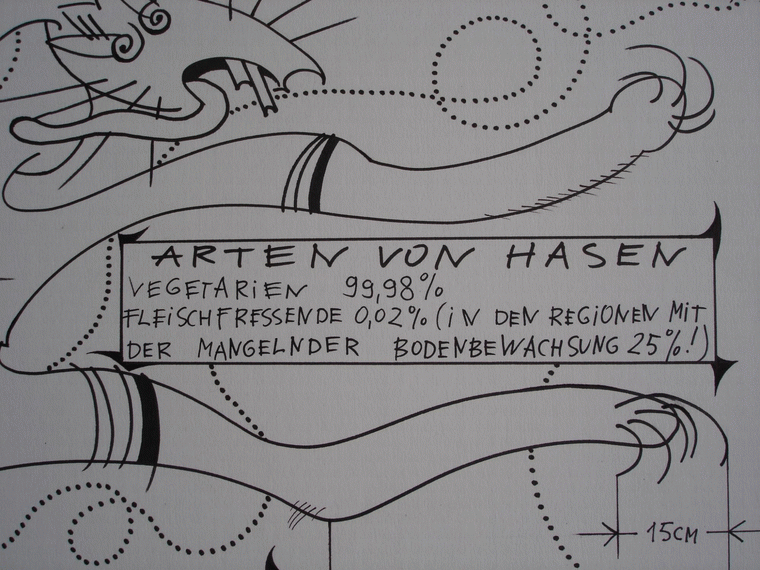 ARTEN VON HASEN
VEGETARIEN 99,98%
FLEISCHFRESSENDE 0,02% (IN DEN REGIONEN MIT
DER MANGELNDER BODENBEWACHSUNG 25%!)
15CM